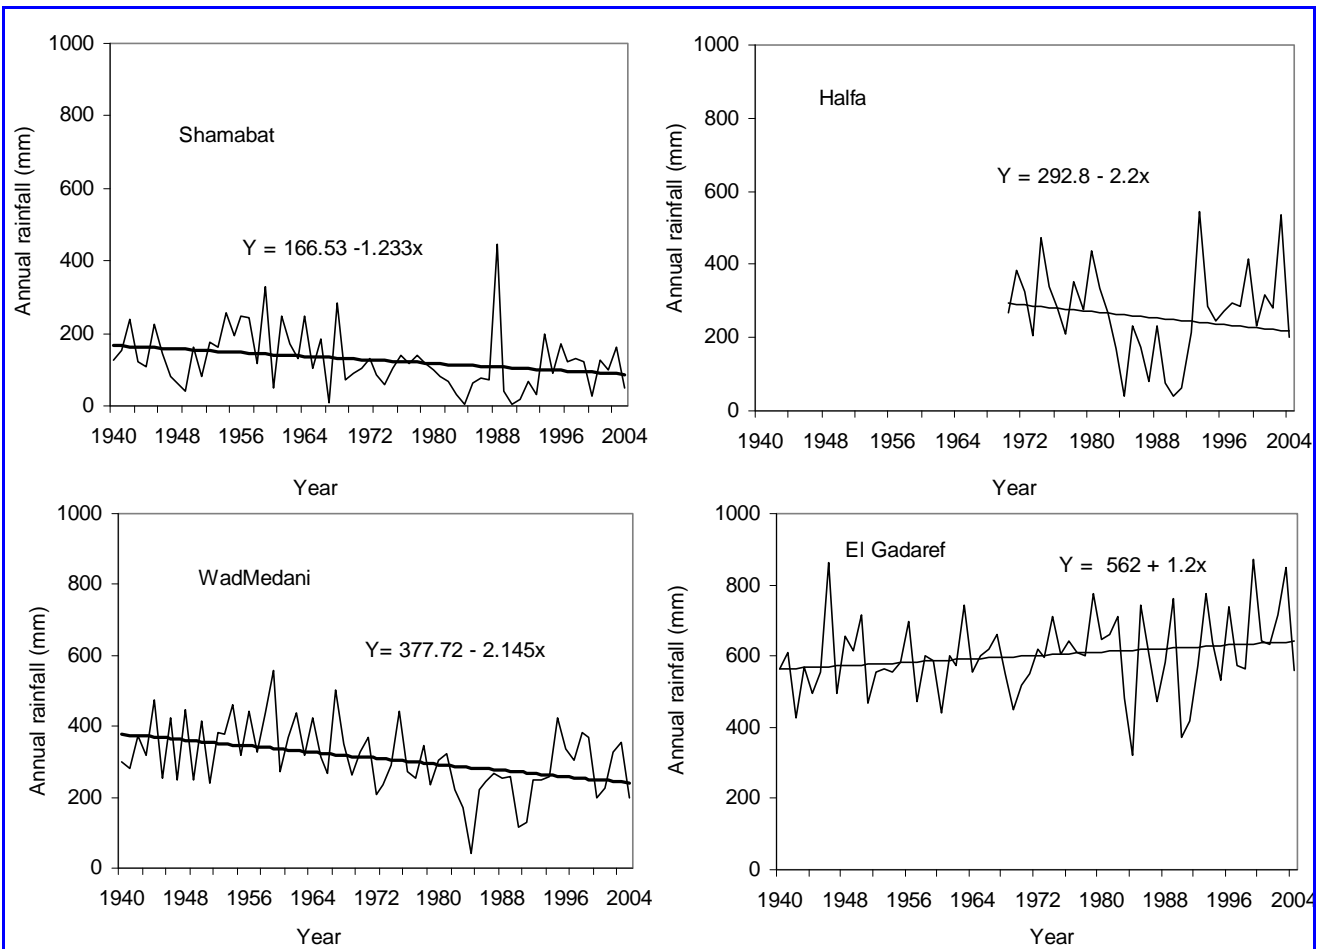 Shamabat
Y = 166.53 -1.233x
Annual rainfall (mm)
1000
800
600
400
200
0
1940 1948 1956 1964 1972 1980 1988 1996 2004
Year
Halfa
Y = 292.8 - 2.2x
Annual rainfall (mm)
1000
800
600
400
200
0
1940 1948 1956 1964 1972 1980 1988 1996 2004
Year
WadMedani
Y= 377.72 - 2.145x
Annual rainfall (mm)
1000
800
600
400
200
0
1940 1948 1956 1964 1972 1980 1988 1996 2004
Year
El Gadaref
Y = 562 + 1.2x
Annual rainfall (mm)
1000
800
600
400
200
0
1940 1948 1956 1964 1972 1980 1988 1996 2004
Year